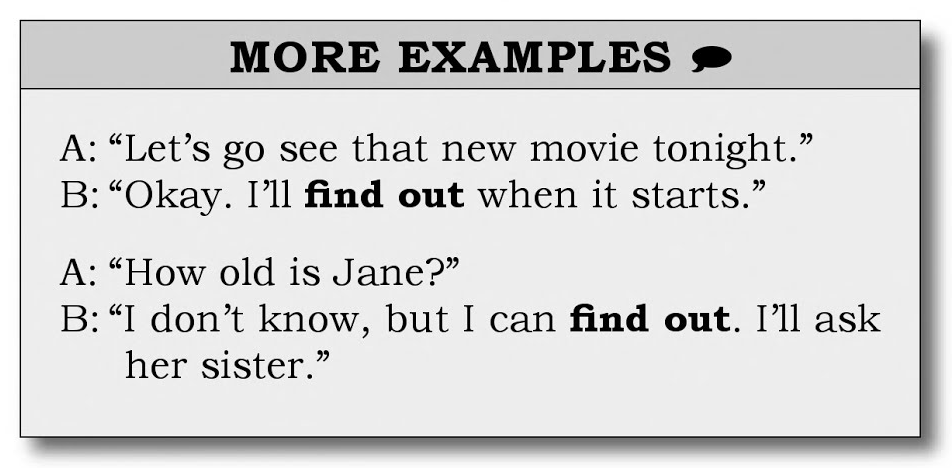 MORE EXAMPLES
A: “Let’s go see that new movie tonight.”
B: “Okay. I’ll find out when it starts.”
A: “How old is Jane?”
B: “I don’t know, but I can find out. I’ll ask
her sister.”